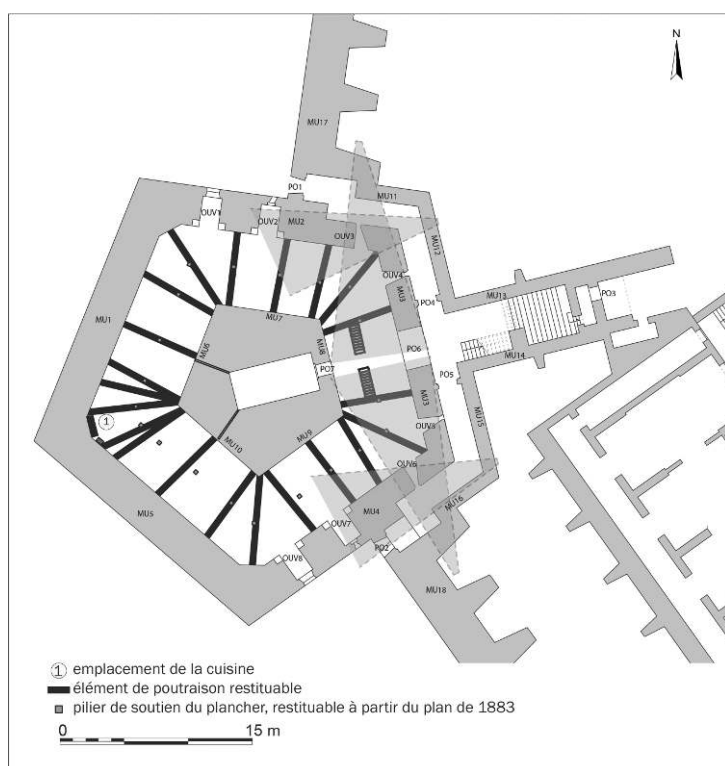 N
MU17
PO1
MU11
OUV1
OUV2
MU2
OUV3
MU12
OUV4
MU3
PO4
MU13
PO3
MU1
MU7
MU6
MU8
PO6
PO7
MU14
PO5
MU3
MU15
1
MU10
MU9
OUV6
MU16
MU5
OUV7
MU4
PO2
OUV8
MU18
1 emplacement de la cuisine
élément de poutraison restituable
pilier de soutien du plancher, restituable à partir du plan de 1883
0 15 m